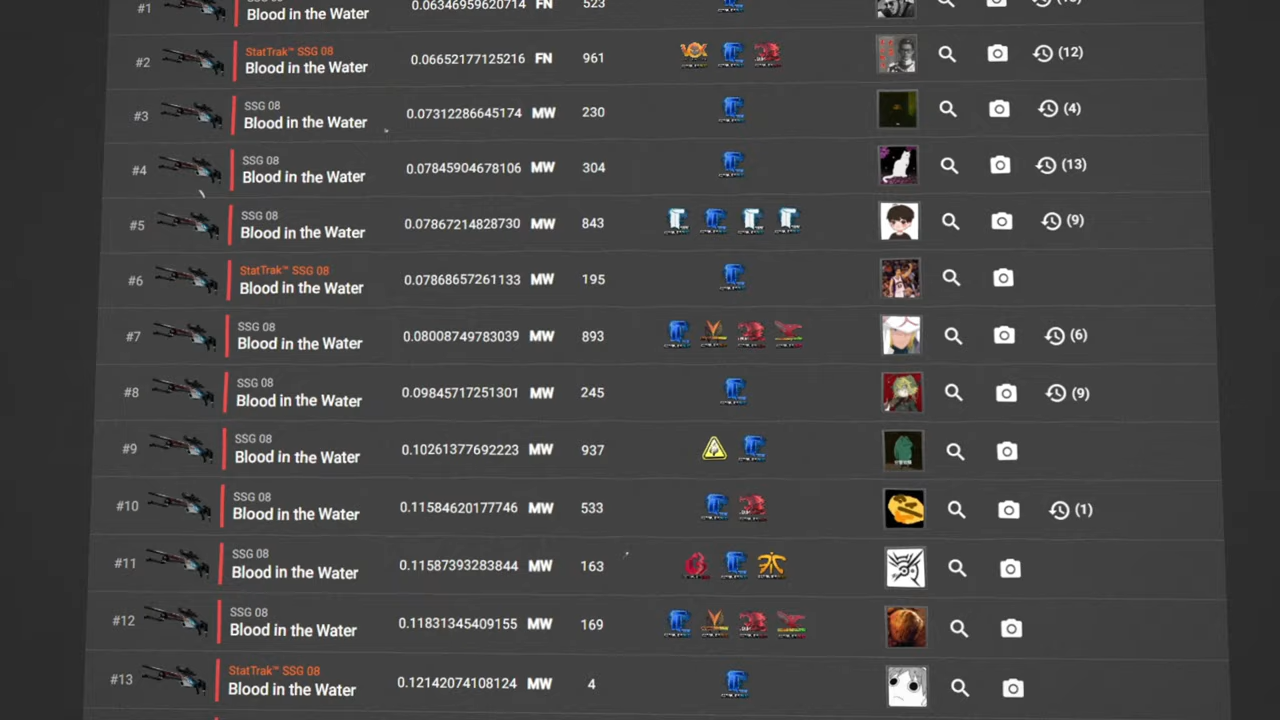 #1 Blood in the Water 0.06346959620714 FN 523
StatTrak™ SSG 08
#2 Blood in the Water 0.06652177125216 FN 961 (12)
SSG 08
#3 Blood in the Water 0.07312286645174 MW 230 (4)
SSG 08
#4 Blood in the Water 0.07845904678106 MW 304 (13)
SSG 08
#5 Blood in the Water 0.07867214828730 MW 843 (9)
StatTrak™ SSG 08
#6 Blood in the Water 0.07868657261133 MW 195
SSG 08
#7 Blood in the Water 0.08008749783039 MW 893 (6)
SSG 08
#8 Blood in the Water 0.09845717251301 MW 245 (9)
SSG 08
#9 Blood in the Water 0.10261377692223 MW 937
SSG 08
#10 Blood in the Water 0.11584620177746 MW 533 (1)
SSG 08
#11 Blood in the Water 0.11587393283844 MW 163
SSG 08
#12 Blood in the Water 0.11831345409155 MW 169
StatTrak™ SSG 08
#13 Blood in the Water 0.12142074108124 MW 4